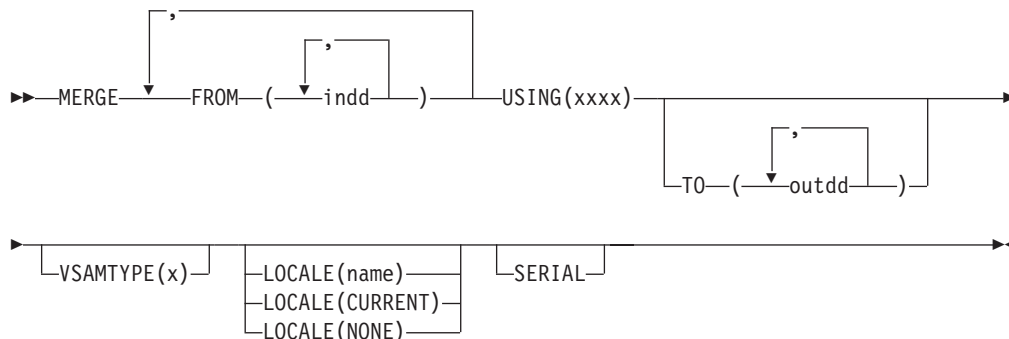 ,
,
MERGE FROM ( indd ) USING(xxxx)
,
TO ( outdd )
VSAMTYPE(x) LOCALE(name) SERIAL
LOCALE(CURRENT)
LOCALE(NONE)